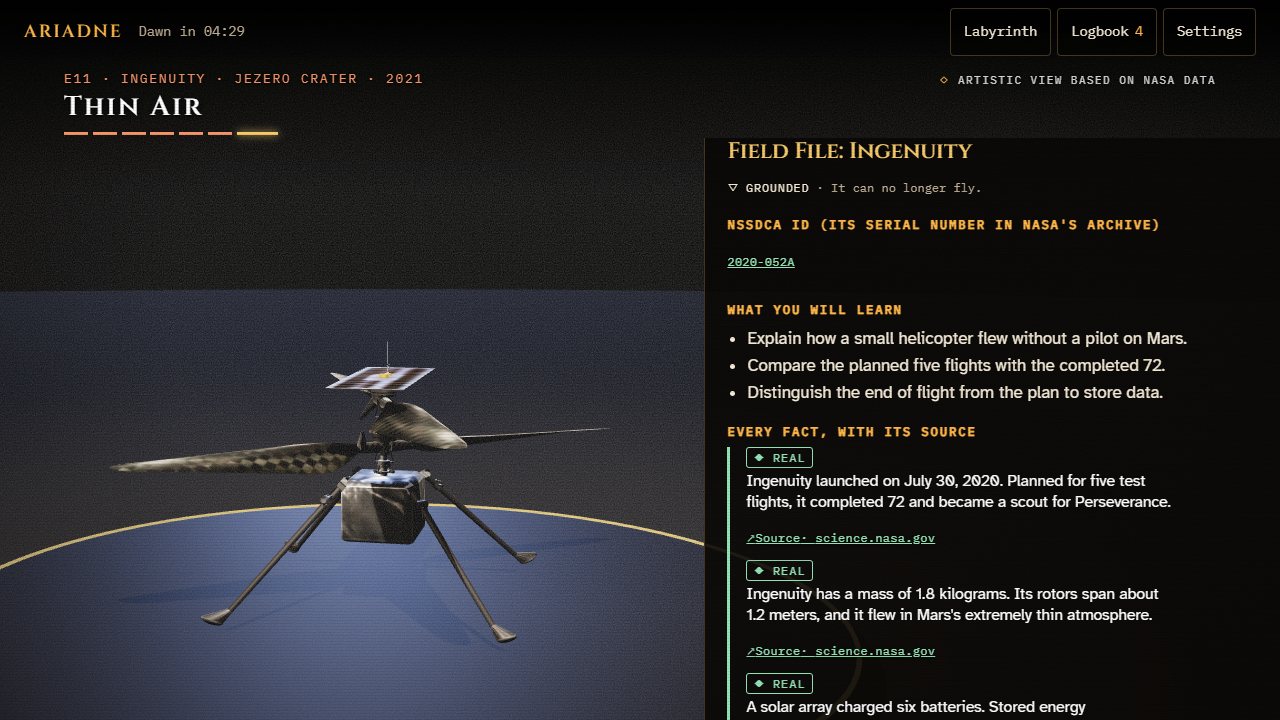 ARIADNE
Dawn in 04:29
Labyrinth
Logbook 4
Settings
E11 · INGENUITY · JEZERO CRATER · 2021
Thin Air
◇ ARTISTIC VIEW BASED ON NASA DATA
Field File: Ingenuity
▽ GROUNDED · It can no longer fly.
NSSDCA ID (ITS SERIAL NUMBER IN NASA'S ARCHIVE)
2020-052A
WHAT YOU WILL LEARN
• Explain how a small helicopter flew without a pilot on Mars.
• Compare the planned five flights with the completed 72.
• Distinguish the end of flight from the plan to store data.
EVERY FACT, WITH ITS SOURCE
◆ REAL
Ingenuity launched on July 30, 2020. Planned for five test
flights, it completed 72 and became a scout for Perseverance.
↗Source· science.nasa.gov
◆ REAL
Ingenuity has a mass of 1.8 kilograms. Its rotors span about
1.2 meters, and it flew in Mars's extremely thin atmosphere.
↗Source· science.nasa.gov
◆ REAL
A solar array charged six batteries. Stored energy